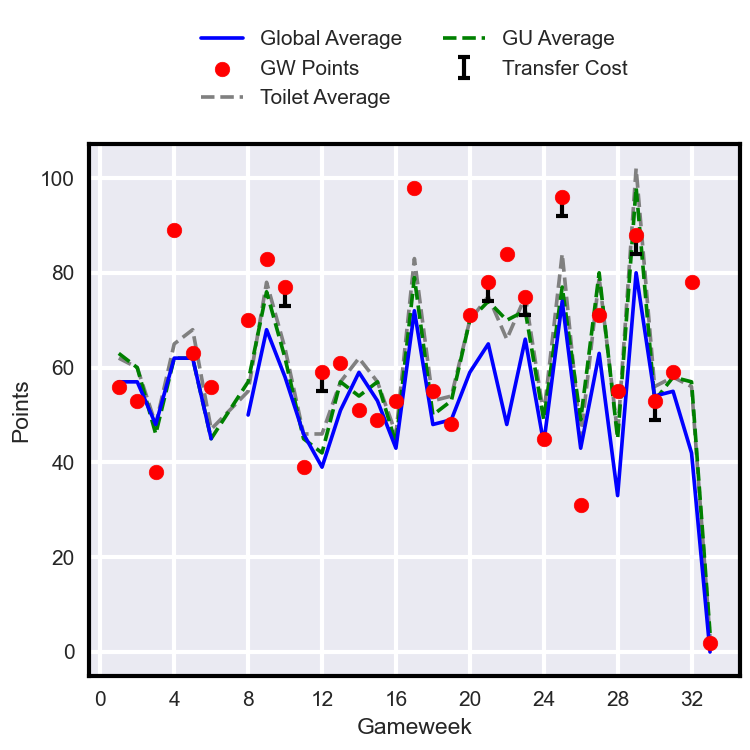 Global Average
GW Points
Toilet Average
GU Average
Transfer Cost
100
80
60
40
20
0
Points
0 4 8 12 16 20 24 28 32
Gameweek